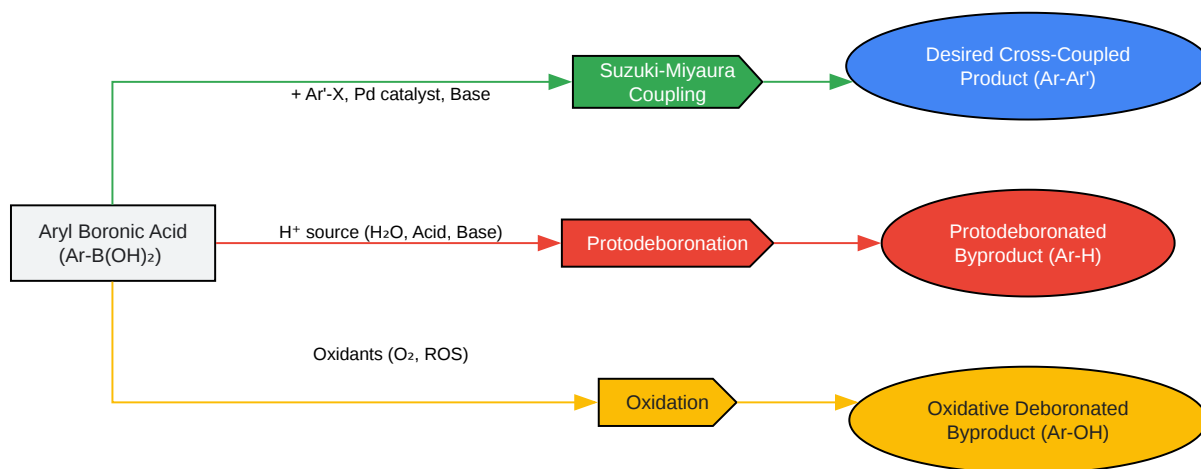 Suzuki-Miyaura
Coupling
Desired Cross-Coupled
Product (Ar-Ar')
+ Ar'-X, Pd catalyst, Base
Aryl Boronic Acid
(Ar-B(OH)₂)
H⁺ source (H₂O, Acid, Base)
Protodeboronation
Protodeboronated
Byproduct (Ar-H)
Oxidants (O₂, ROS)
Oxidation
Oxidative Deboronated
Byproduct (Ar-OH)